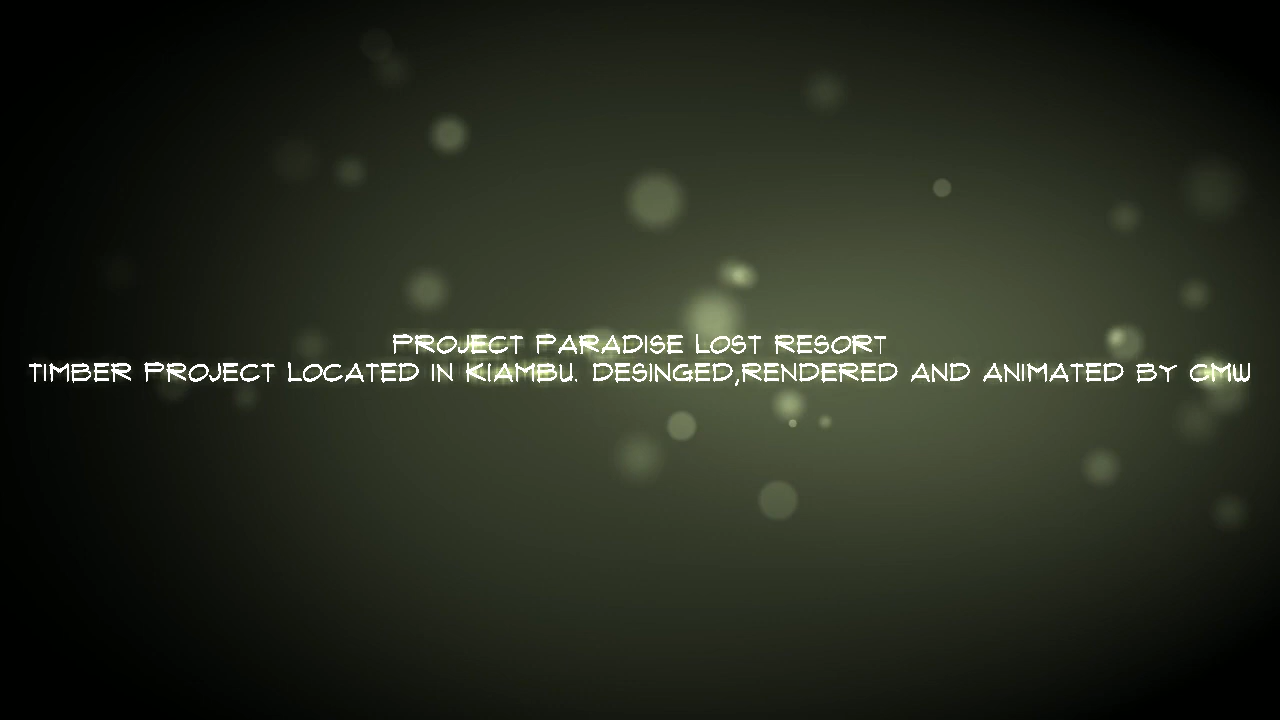 PROJECT PARADISE LOST RESORT
TIMBER PROJECT LOCATED IN KIAMBU. DESINGED,RENDERED AND ANIMATED BY GMW